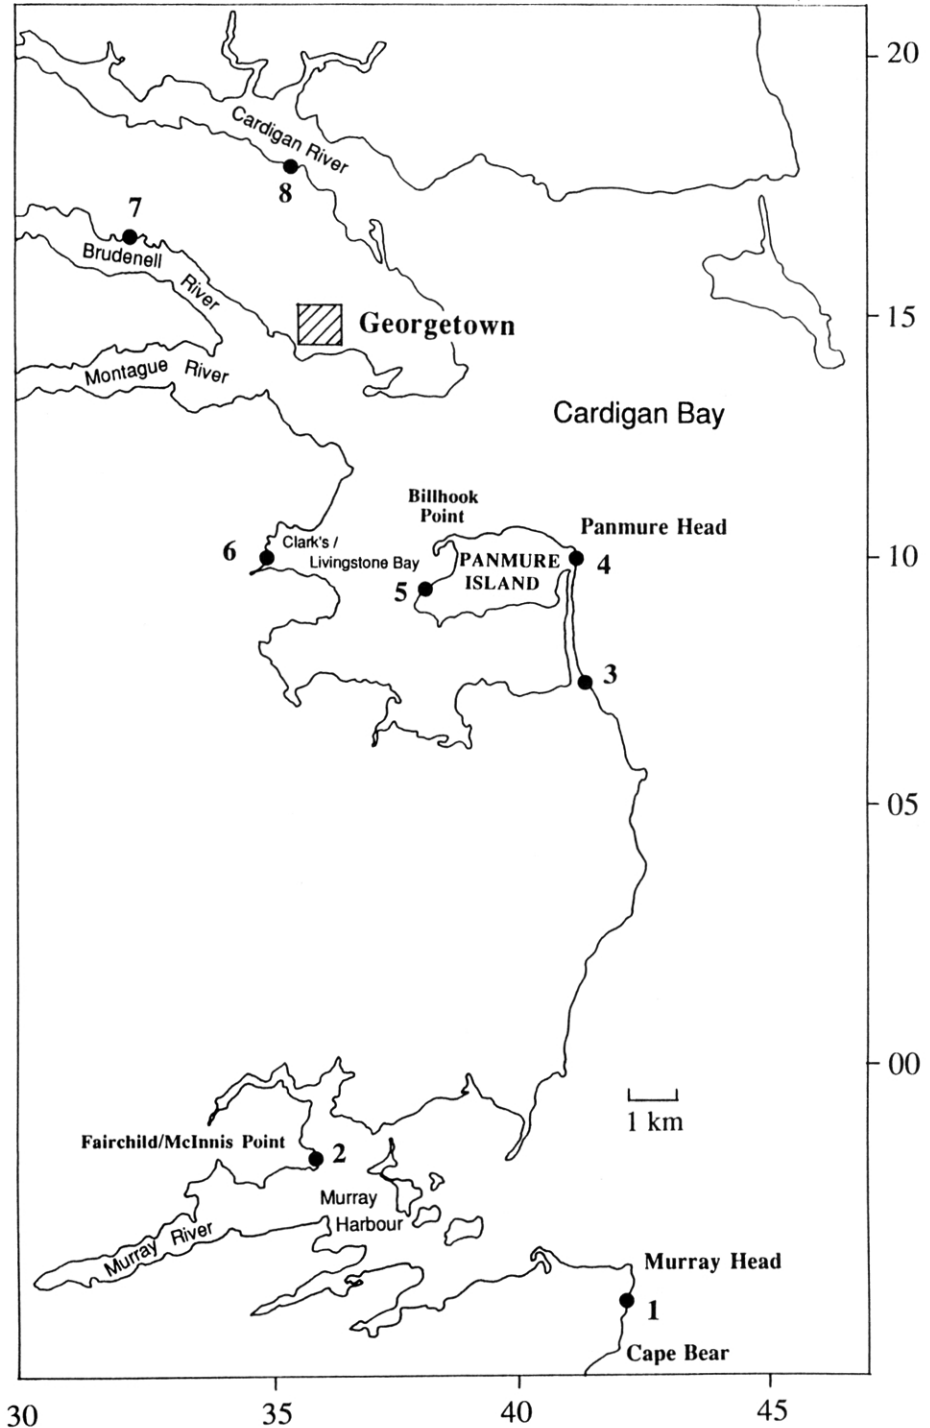 20
Cardigan River
8
7
Brudenell
River
Georgetown
15
Montague River
Cardigan Bay
Billhook
Point
Panmure Head
6
Clark's /
Livingstone Bay
PANMURE
ISLAND
4
10
5
3
05
00
1 km
Fairchild/McInnis Point
2
Murray
Harbour
Murray River
Murray Head
1
Cape Bear
30
35
40
45